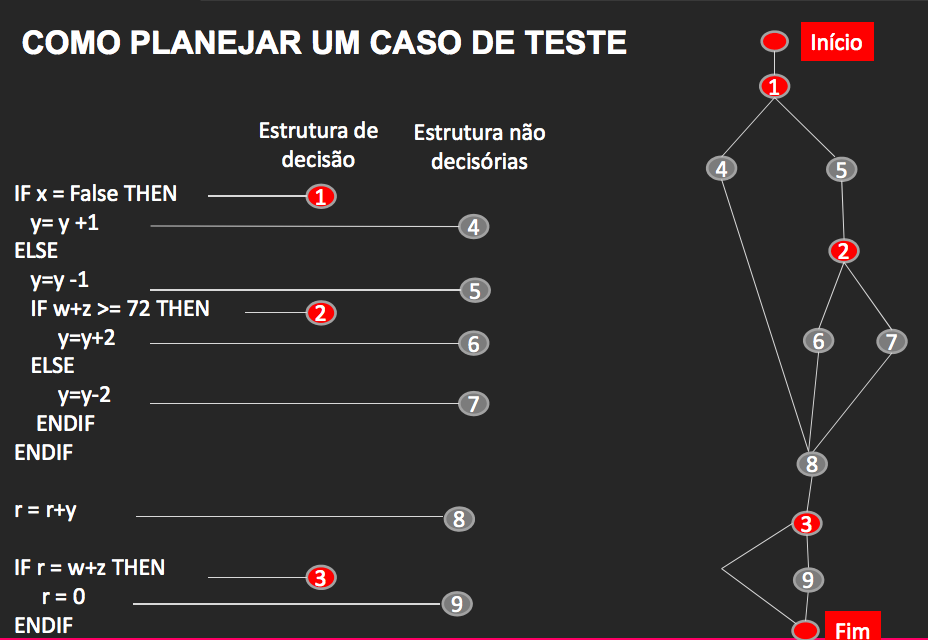 COMO PLANEJAR UM CASO DE TESTE
Início
Estrutura de
decisão
Estrutura não
decisórias
IF x = False THEN
1
y= y +1
4
ELSE
y=y -1
5
IF w+z >= 72 THEN
2
y=y+2
6
ELSE
y=y-2
7
ENDIF
ENDIF
r = r+y
8
IF r = w+z THEN
3
r = 0
9
ENDIF
1
4
5
2
6
7
8
3
9
Fim